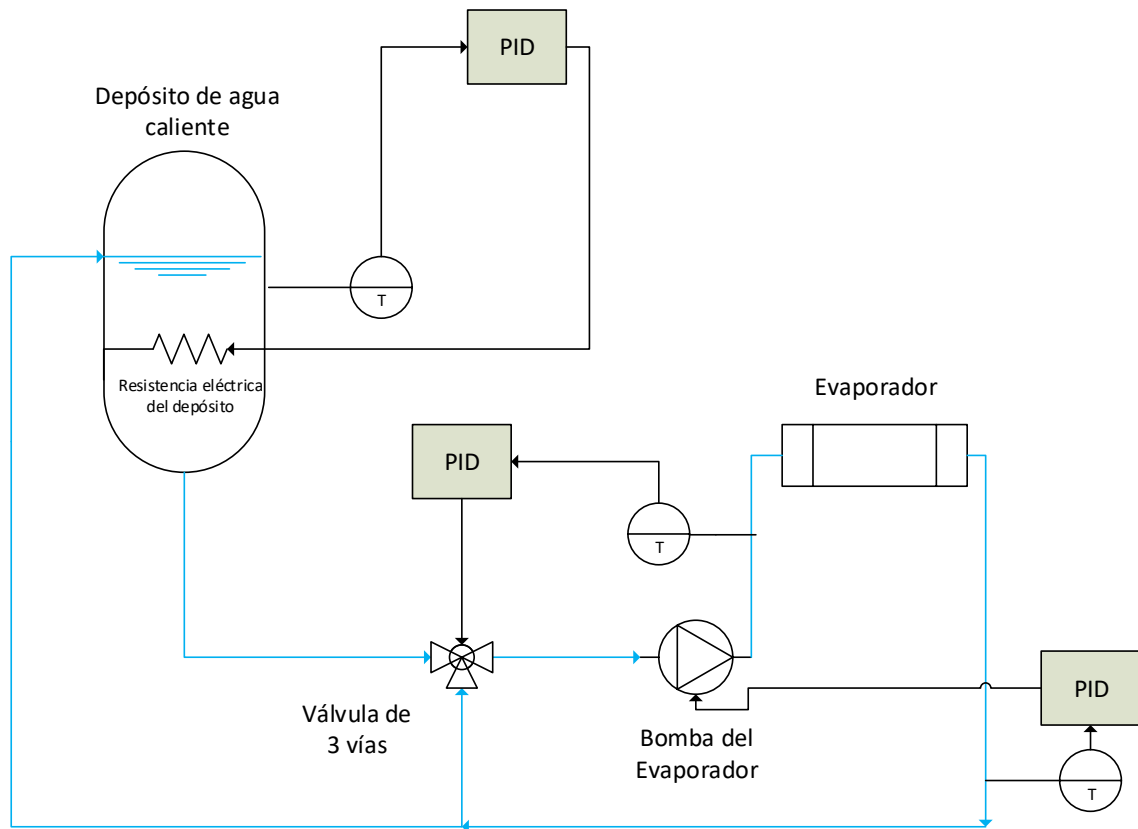 PID
Depósito de agua
caliente
T
Resistencia eléctrica
del depósito
Evaporador
PID
T
Válvula de
3 vías
Bomba del
Evaporador
PID
T